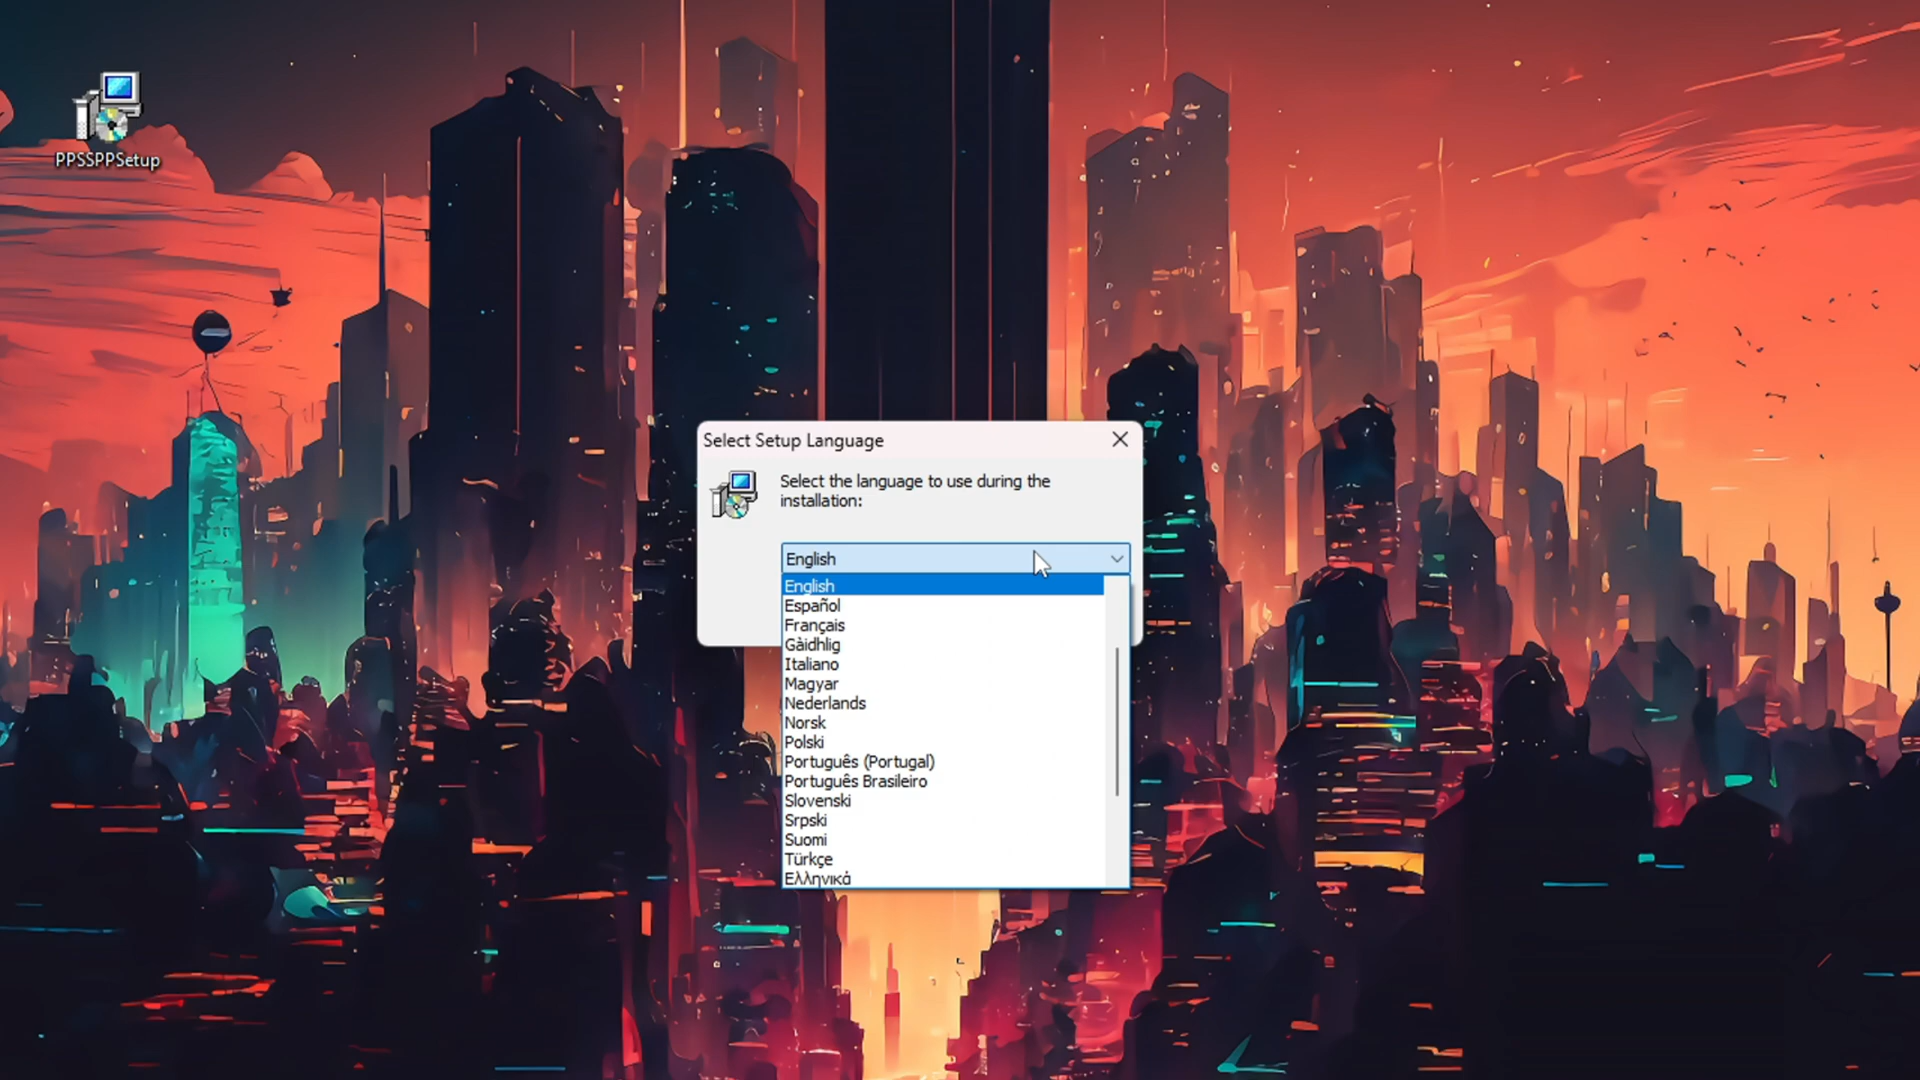 PPSSPPSetup
Select Setup Language
Select the language to use during the
installation:
English
English
Español
Français
Gàidhlig
Italiano
Magyar
Nederlands
Norsk
Polski
Português (Portugal)
Português Brasileiro
Slovenski
Srpski
Suomi
Türkçe
Ελληνικά